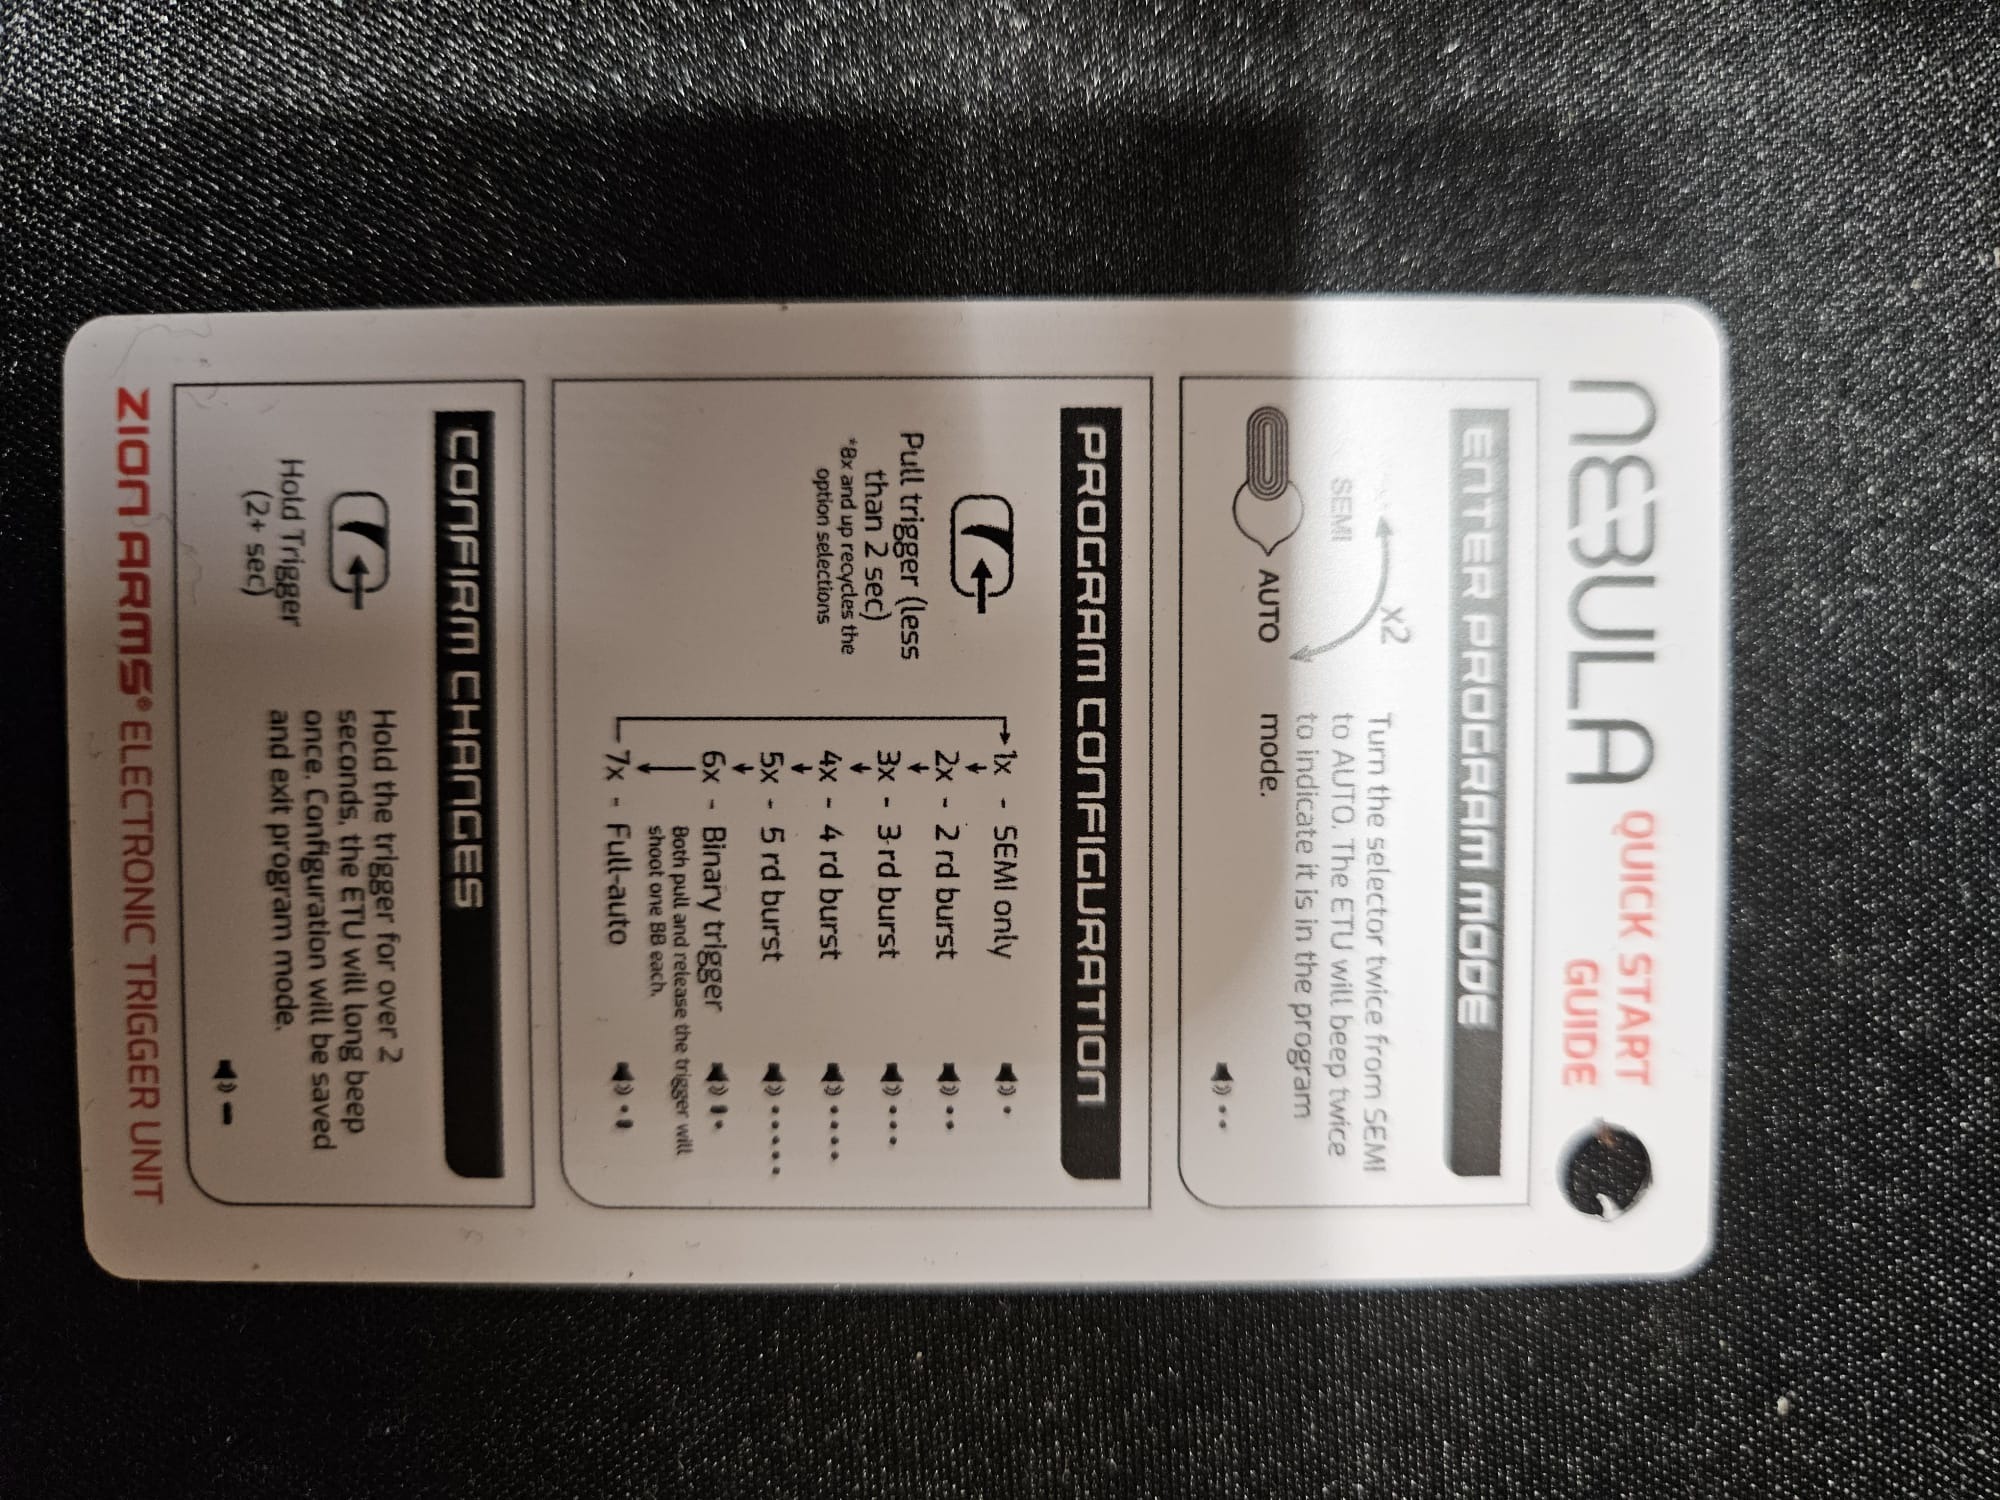 NEBULA QUICK START
GUIDE
ENTER PROGRAM MODE
x2
SEMI
AUTO
Turn the selector twice from SEMI
to AUTO. The ETU will beep twice
to indicate it is in the program
mode.
PROGRAM CONFIGURATION
Pull trigger (less
than 2 sec)
*8x and up recycles the
option selections
1x - SEMI only
2x - 2 rd burst
3x - 3 rd burst
4x - 4 rd burst
5x - 5 rd burst
6x - Binary trigger
Both pull and release the trigger will
shoot one BB each.
7x - Full-auto
CONFIRM CHANGES
Hold Trigger
(2+ sec)
Hold the trigger for over 2
seconds, the ETU will long beep
once. Configuration will be saved
and exit program mode.
ZION ARMS® ELECTRONIC TRIGGER UNIT